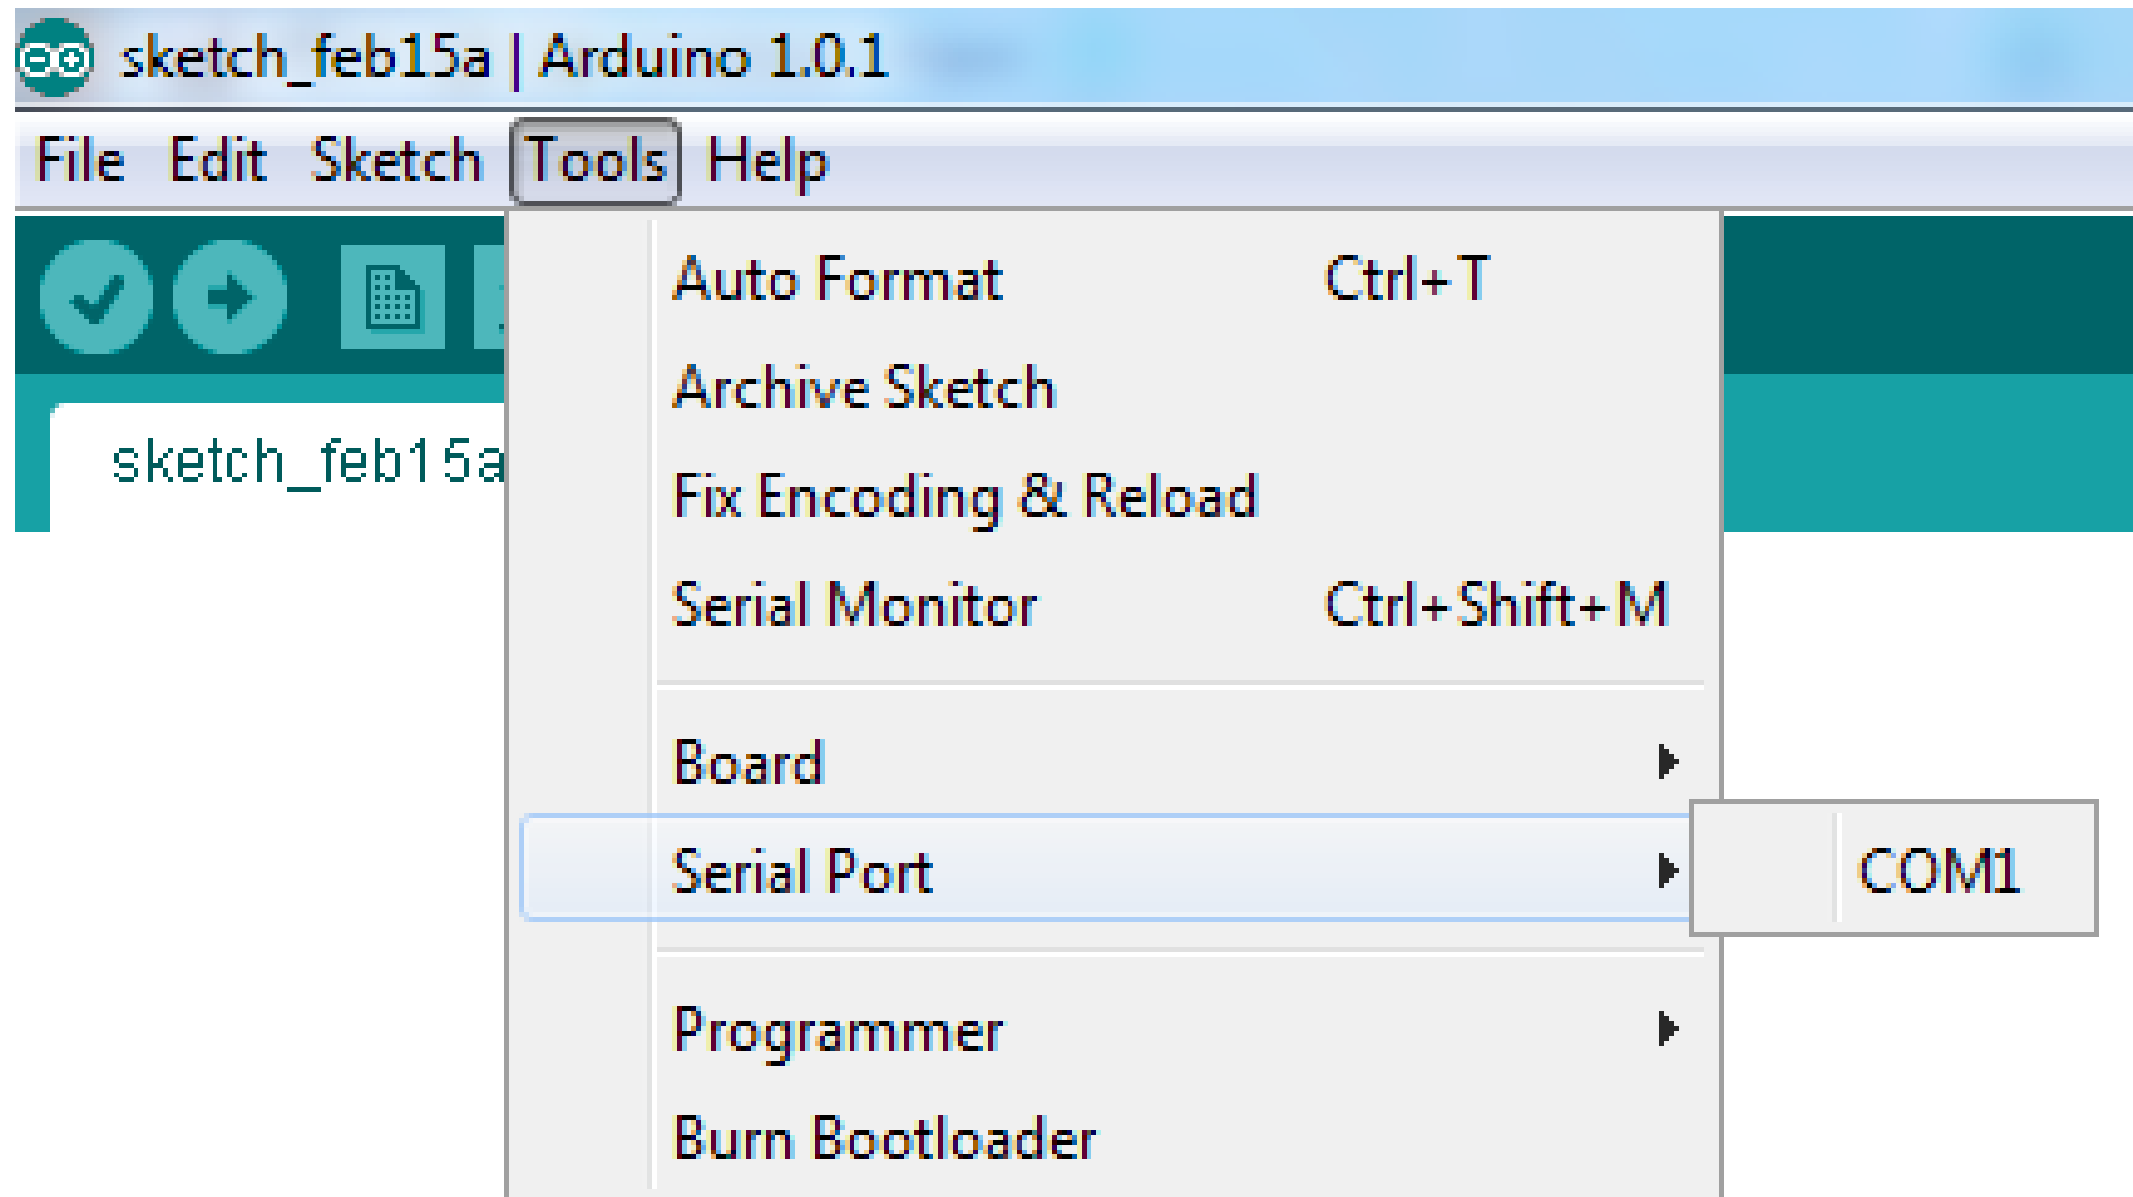 sketch_feb15a | Arduino 1.0.1
File Edit Sketch Tools Help
sketch_feb15a
Auto Format Ctrl+T
Archive Sketch
Fix Encoding & Reload
Serial Monitor Ctrl+Shift+M
Board
Serial Port
COM1
Programmer
Burn Bootloader